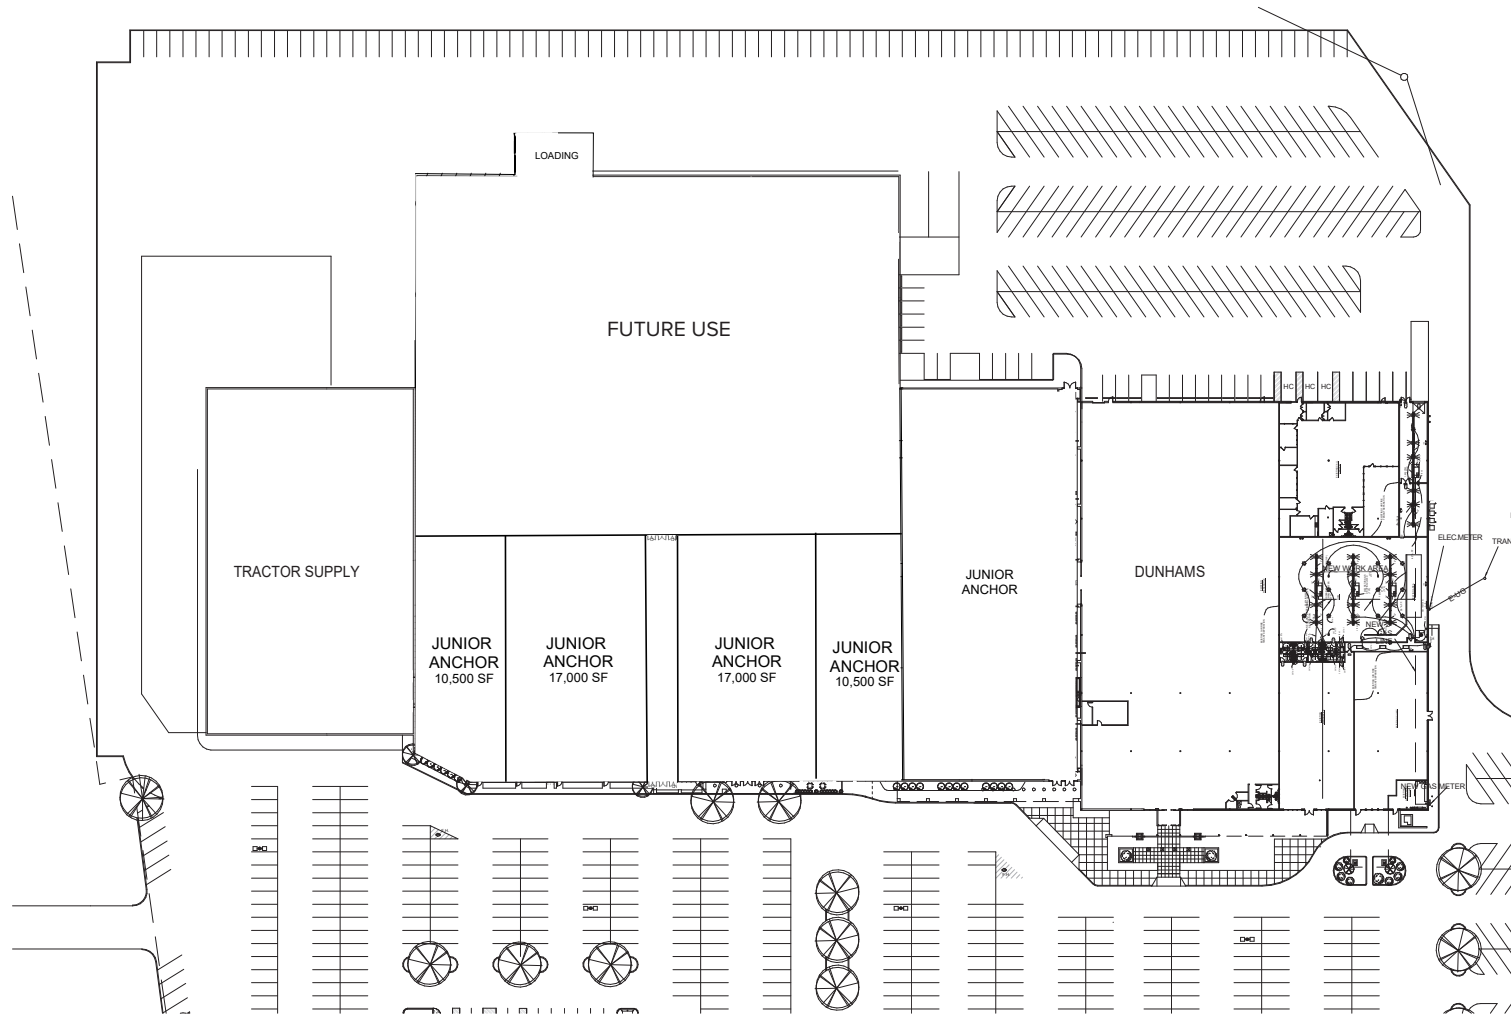 LOADING
FUTURE USE
HC
HC
HC
TRACTOR SUPPLY
JUNIOR
ANCHOR
10,500 SF
JUNIOR
ANCHOR
17,000 SF
JUNIOR
ANCHOR
17,000 SF
JUNIOR
ANCHOR
10,500 SF
JUNIOR
ANCHOR
DUNHAMS
NEW WORK AREA
ELEC.METER
TRAN
E-UG
NEW GAS METER